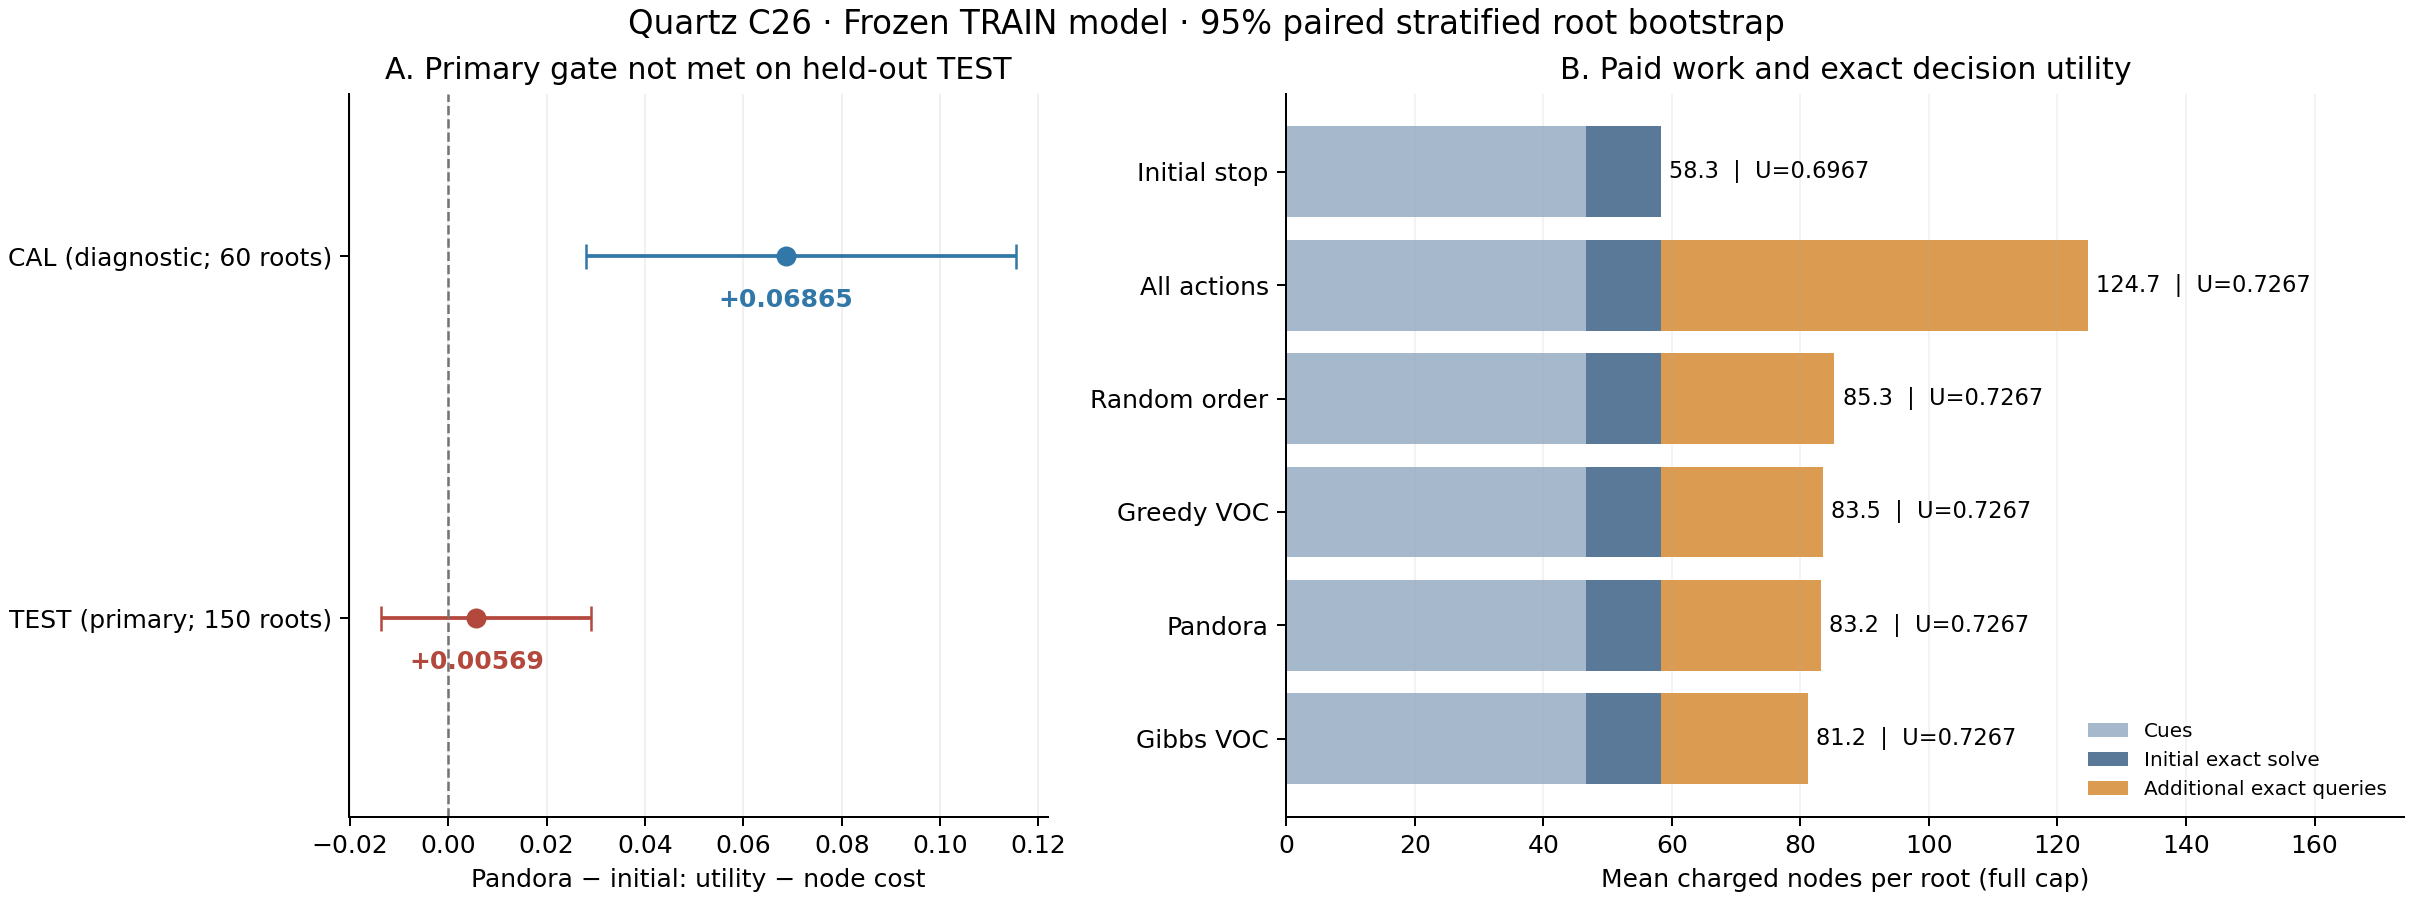 Quartz C26 · Frozen TRAIN model · 95% paired stratified root bootstrap
A. Primary gate not met on held-out TEST
CAL (diagnostic; 60 roots)
+0.06865
TEST (primary; 150 roots)
+0.00569
−0.02 0.00 0.02 0.04 0.06 0.08 0.10 0.12
Pandora − initial: utility − node cost
B. Paid work and exact decision utility
Initial stop 58.3 | U=0.6967
All actions 124.7 | U=0.7267
Random order 85.3 | U=0.7267
Greedy VOC 83.5 | U=0.7267
Pandora 83.2 | U=0.7267
Gibbs VOC 81.2 | U=0.7267
Cues
Initial exact solve
Additional exact queries
0 20 40 60 80 100 120 140 160
Mean charged nodes per root (full cap)